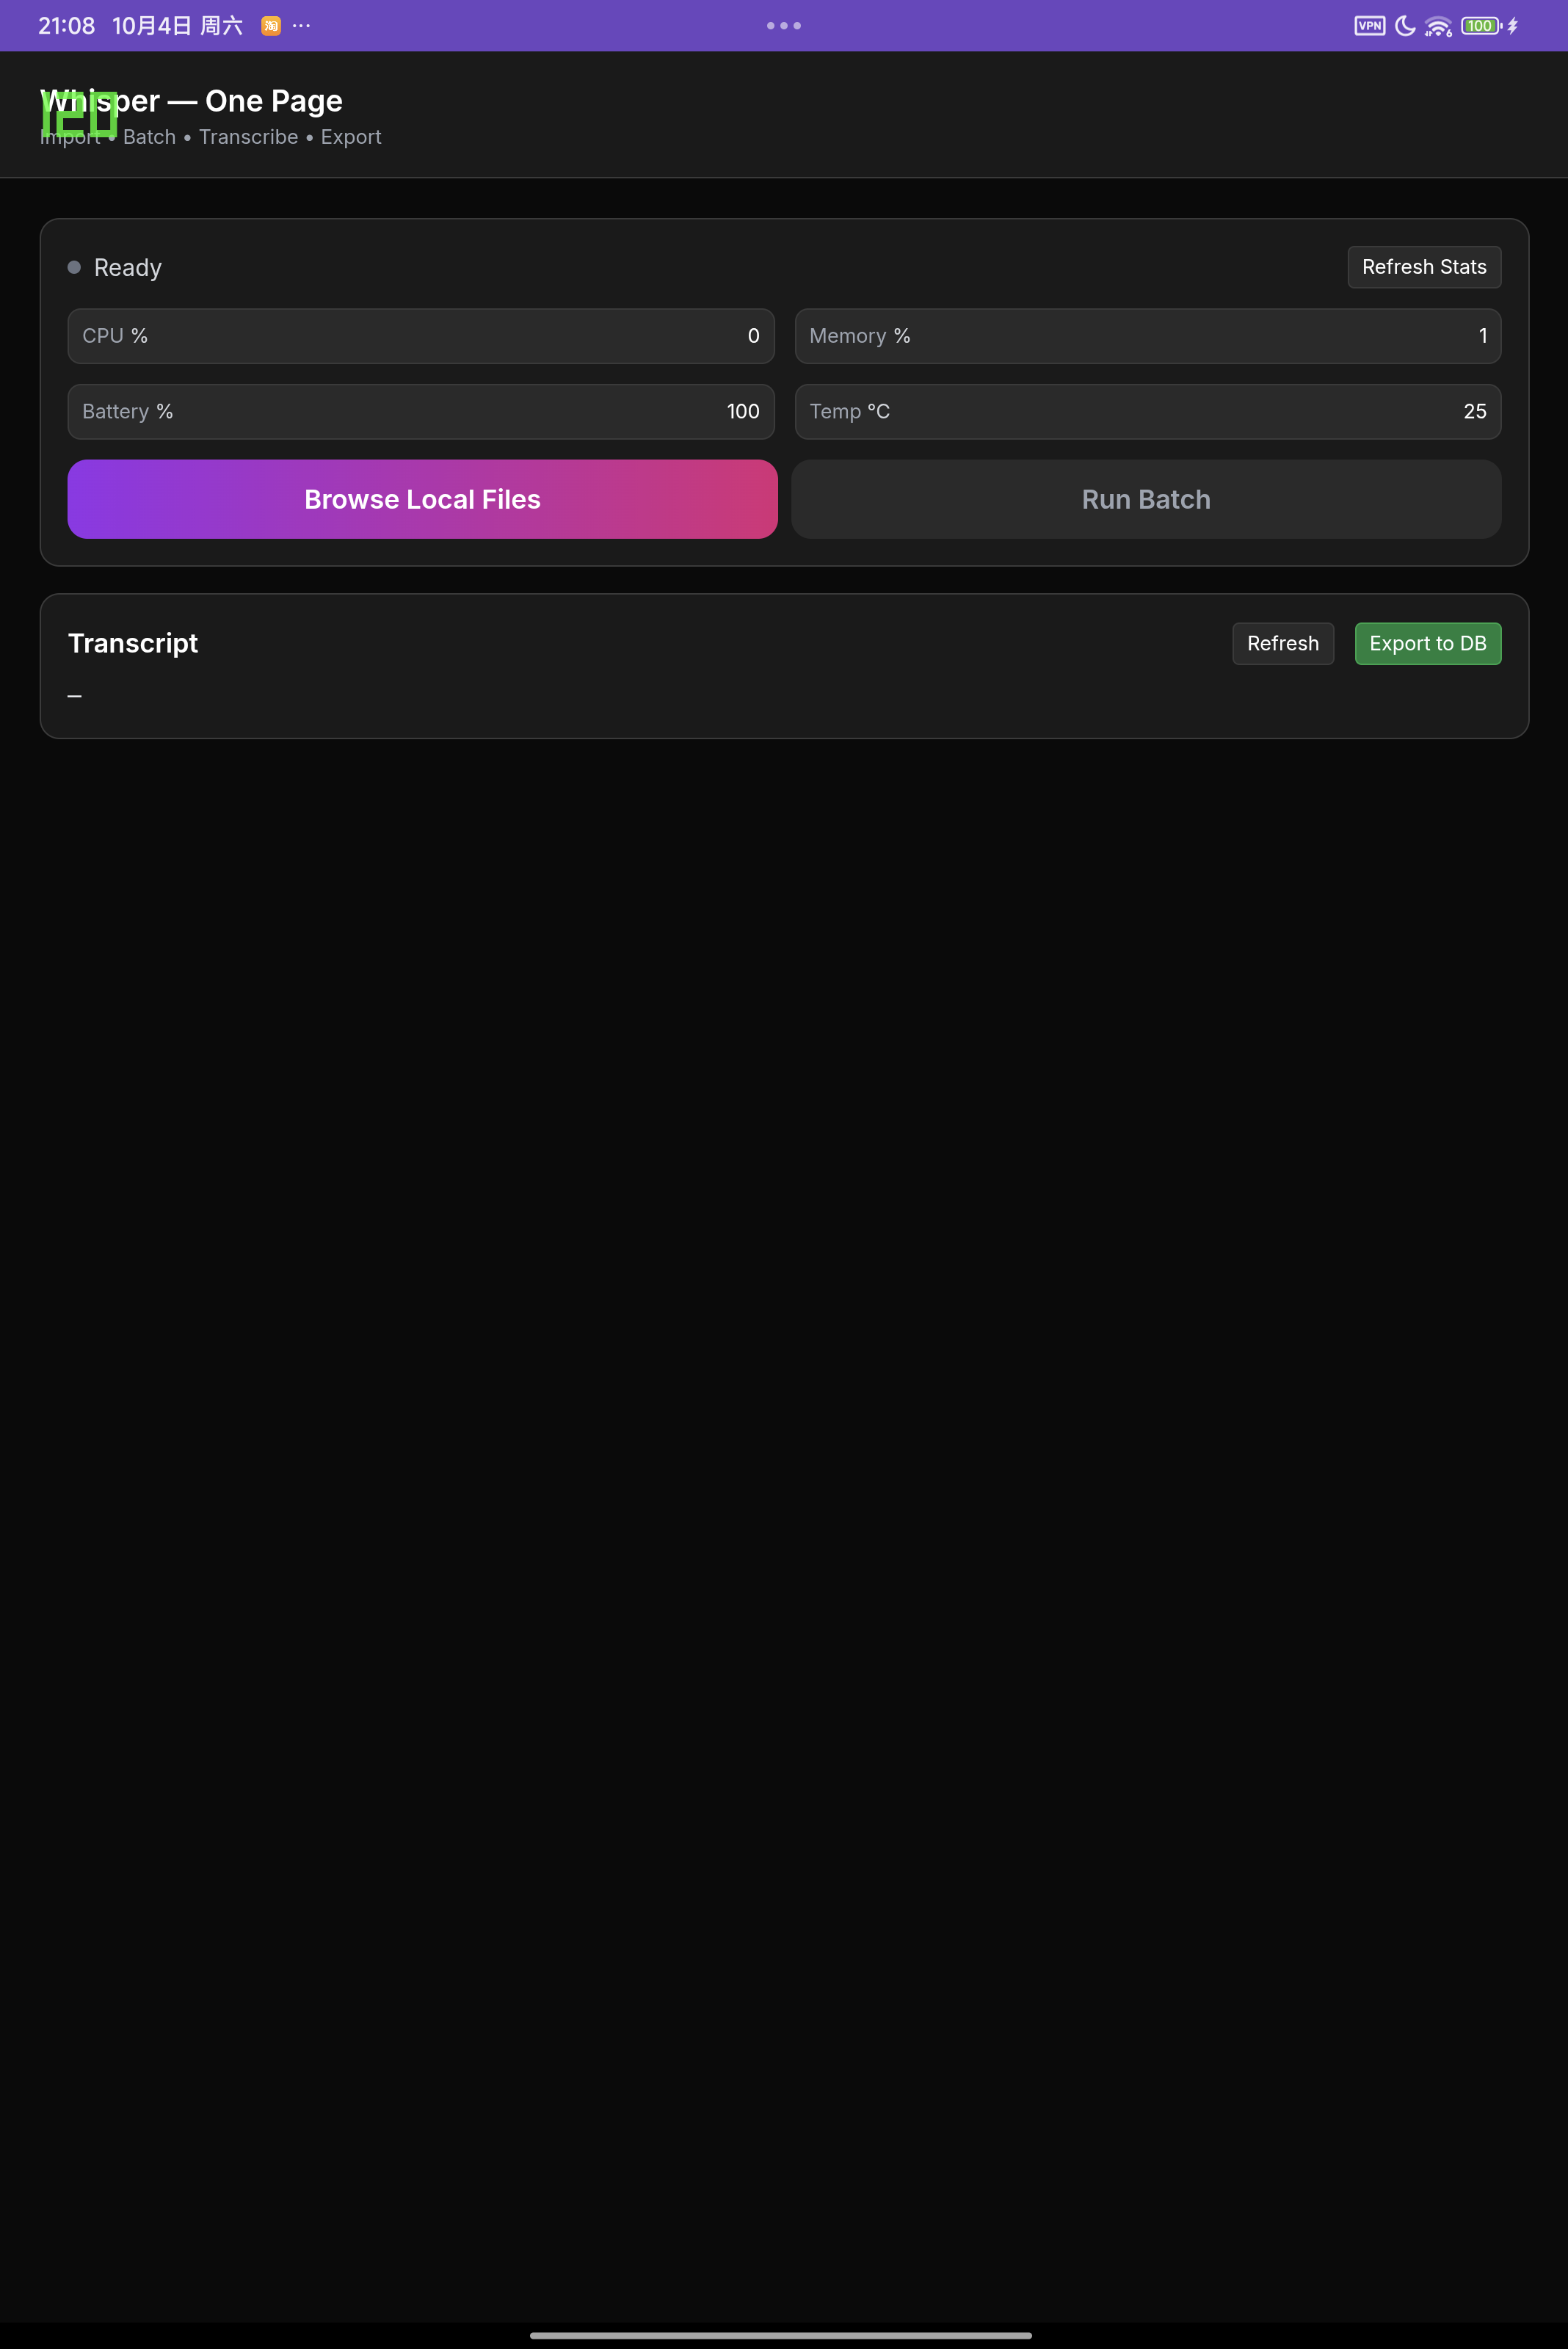 21:08 10月4日 周六 淘 ···
VPN 6 100
Whisper — One Page
120
Import • Batch • Transcribe • Export
Ready
Refresh Stats
CPU % 0
Memory % 1
Battery % 100
Temp °C 25
Browse Local Files
Run Batch
Transcript
Refresh
Export to DB
—